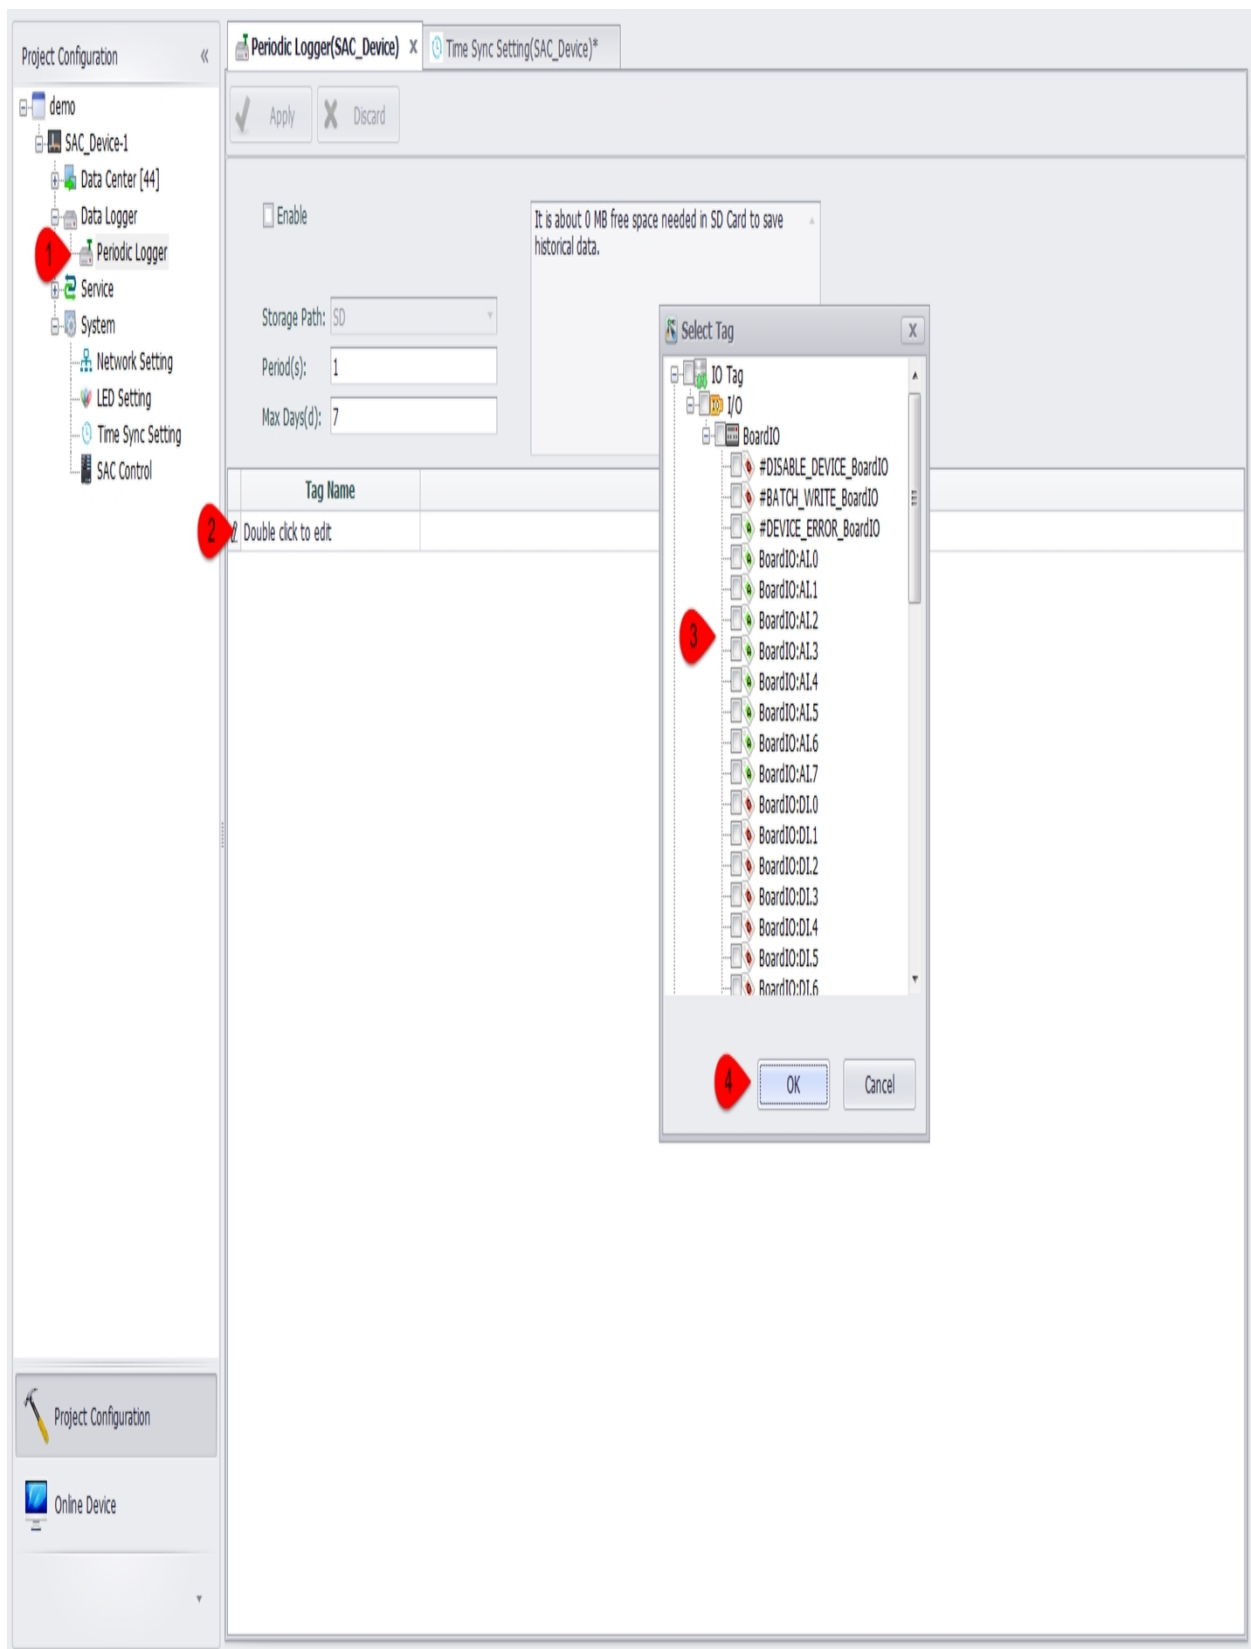 Project Configuration «
Periodic Logger(SAC_Device) x
Time Sync Setting(SAC_Device)*
demo
SAC_Device-1
Data Center [44]
Data Logger
1
Periodic Logger
Service
System
Network Setting
LED Setting
Time Sync Setting
SAC Control
Apply
Discard
Enable
It is about 0 MB free space needed in SD Card to save
historical data.
Storage Path: SD
Period(s): 1
Max Days(d): 7
Tag Name
2
Double click to edit
Select Tag x
IO Tag
I/O
BoardIO
#DISABLE_DEVICE_BoardIO
#BATCH_WRITE_BoardIO
#DEVICE_ERROR_BoardIO
BoardIO:AI.0
BoardIO:AI.1
BoardIO:AI.2
3
BoardIO:AI.3
BoardIO:AI.4
BoardIO:AI.5
BoardIO:AI.6
BoardIO:AI.7
BoardIO:DI.0
BoardIO:DI.1
BoardIO:DI.2
BoardIO:DI.3
BoardIO:DI.4
BoardIO:DI.5
BoardIO:DI.6
4
OK
Cancel
Project Configuration
Online Device